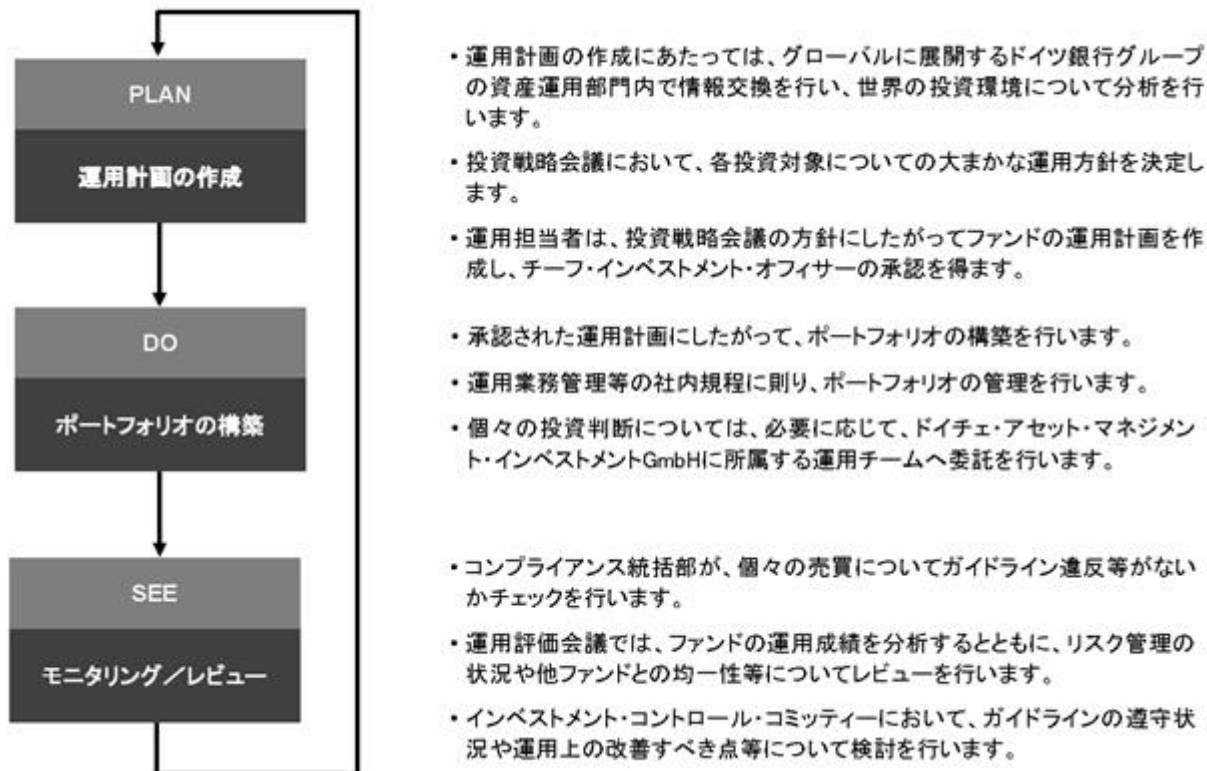 PLAN
運用計画の作成
・運用計画の作成にあたっては、グローバルに展開するドイツ銀行グループ
の資産運用部門内で情報交換を行い、世界の投資環境について分析を行
います。
・投資戦略会議において、各投資対象についての大まかな運用方針を決定し
ます。
・運用担当者は、投資戦略会議の方針にしたがってファンドの運用計画を作
成し、チーフ・インベストメント・オフィサーの承認を得ます。
DO
ポートフォリオの構築
・承認された運用計画にしたがって、ポートフォリオの構築を行います。
・運用業務管理等の社内規程に則り、ポートフォリオの管理を行います。
・個々の投資判断については、必要に応じて、ドイチェ・アセット・マネジメン
ト・インベストメントGmbHに所属する運用チームへ委託を行います。
SEE
モニタリング／レビュー
・コンプライアンス統括部が、個々の売買についてガイドライン違反等がない
かチェックを行います。
・運用評価会議では、ファンドの運用成績を分析するとともに、リスク管理の
状況や他ファンドとの均一性等についてレビューを行います。
・インベストメント・コントロール・コミッティーにおいて、ガイドラインの遵守状
況や運用上の改善すべき点等について検討を行います。